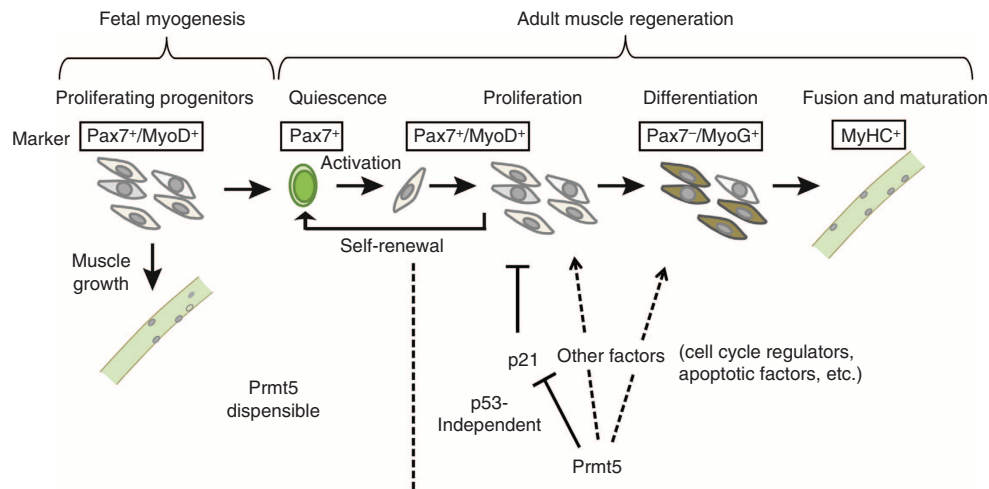 Fetal myogenesis
Adult muscle regeneration
Proliferating progenitors
Quiescence
Proliferation
Differentiation
Fusion and maturation
Marker
Pax7⁺/MyoD⁺
Pax7⁺
Pax7⁺/MyoD⁺
Pax7⁻/MyoG⁺
MyHC⁺
Activation
Self-renewal
Muscle
growth
p21
Other factors
(cell cycle regulators,
apoptotic factors, etc.)
Prmt5
dispensible
p53-
Independent
Prmt5